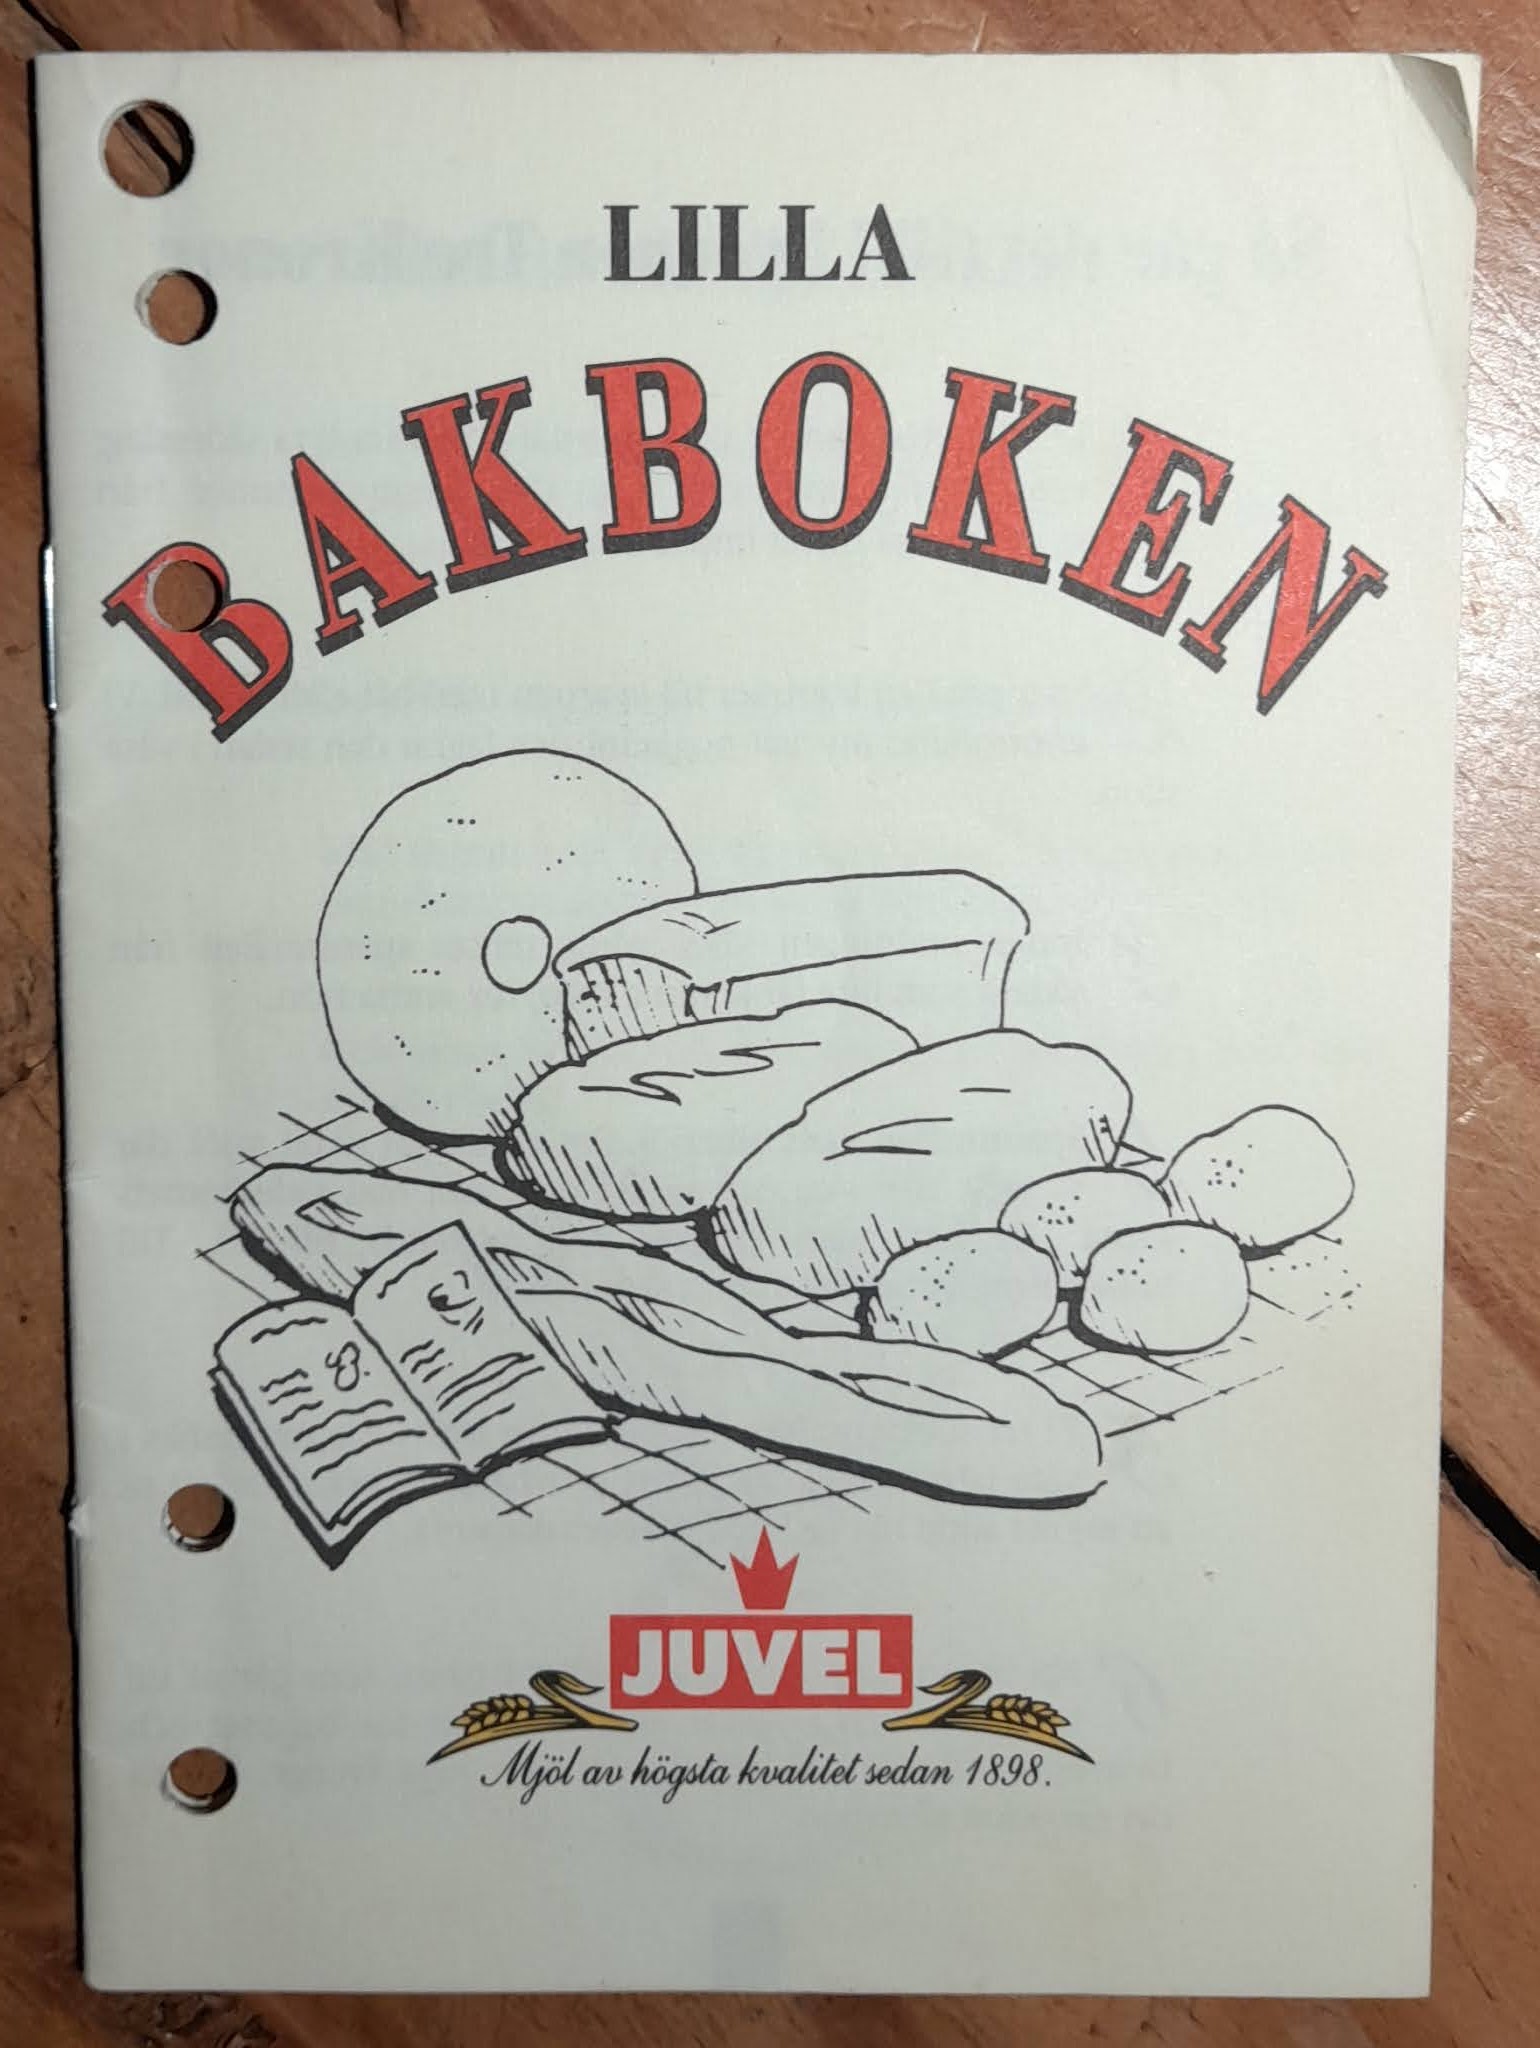 LILLA
BAKBOKEN
JUVEL
Mjöl av högsta kvalitet sedan 1898.